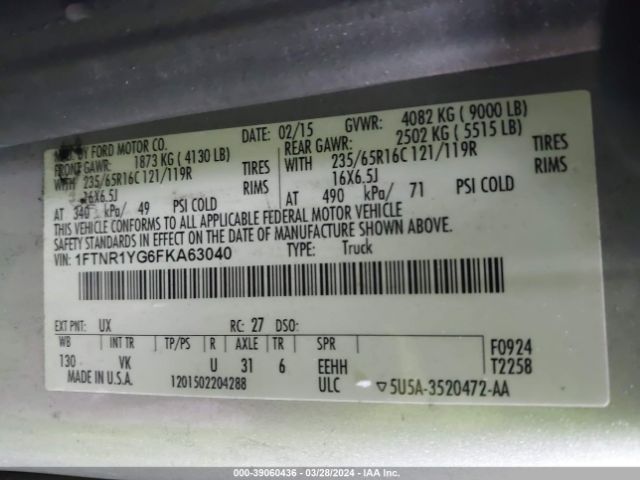 BY FORD MOTOR CO. DATE: 02/15 GVWR: 4082 KG ( 9000 LB)
FRONT GAWR: 1873 KG ( 4130 LB) REAR GAWR: 2502 KG ( 5515 LB)
WITH 235/65R16C 121/119R TIRES WITH 235/65R16C 121/119R TIRES
16X6.5J RIMS 16X6.5J RIMS
AT 340 kPa/ 49 PSI COLD AT 490 kPa/ 71 PSI COLD
THIS VEHICLE CONFORMS TO ALL APPLICABLE FEDERAL MOTOR VEHICLE
SAFETY STANDARDS IN EFFECT ON THE DATE OF MANUFACTURE SHOWN ABOVE.
VIN: 1FTNR1YG6FKA63040 TYPE: Truck
EXT PNT: UX RC: 27 DSO:
WB INT TR TP/PS R AXLE TR SPR F0924
130 VK U 31 6 EEHH T2258
MADE IN U.S.A. 1201502204288 ULC ▽5U5A-3520472-AA
000-39060436 - 03/28/2024 - IAA Inc.